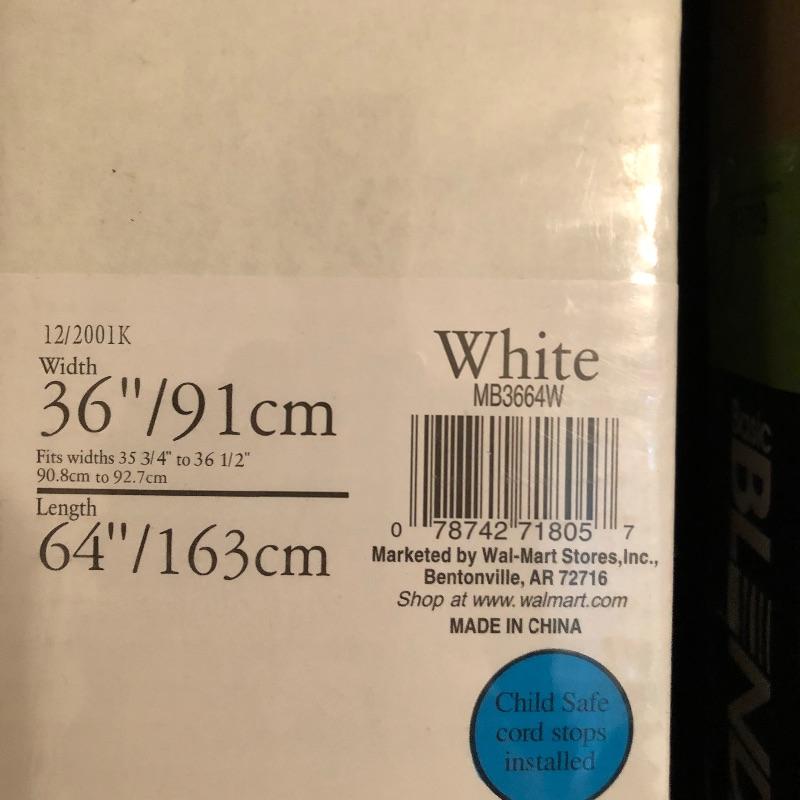 12/2001K
Width
36"/91cm
Fits widths 35 3/4" to 36 1/2"
90.8cm to 92.7cm
Length
64"/163cm
White
MB3664W
0 78742 71805 7
Marketed by Wal-Mart Stores,Inc.,
Bentonville, AR 72716
Shop at www.walmart.com
MADE IN CHINA
Child Safe
cord stops
installed
Basic